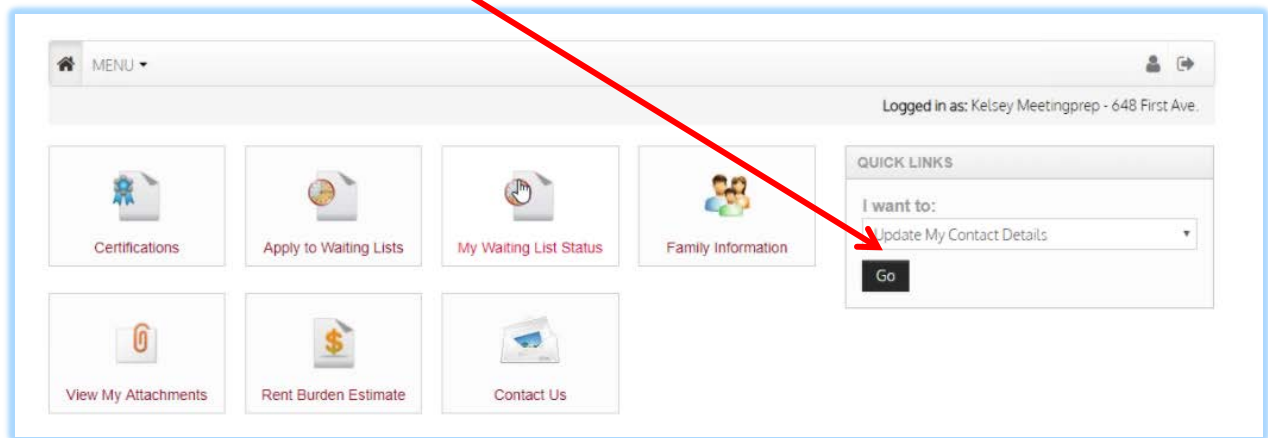 MENU
Logged in as: Kelsey Meetingprep - 648 First Ave.
Certifications
Apply to Waiting Lists
My Waiting List Status
Family Information
QUICK LINKS
I want to:
Update My Contact Details
Go
View My Attachments
Rent Burden Estimate
Contact Us